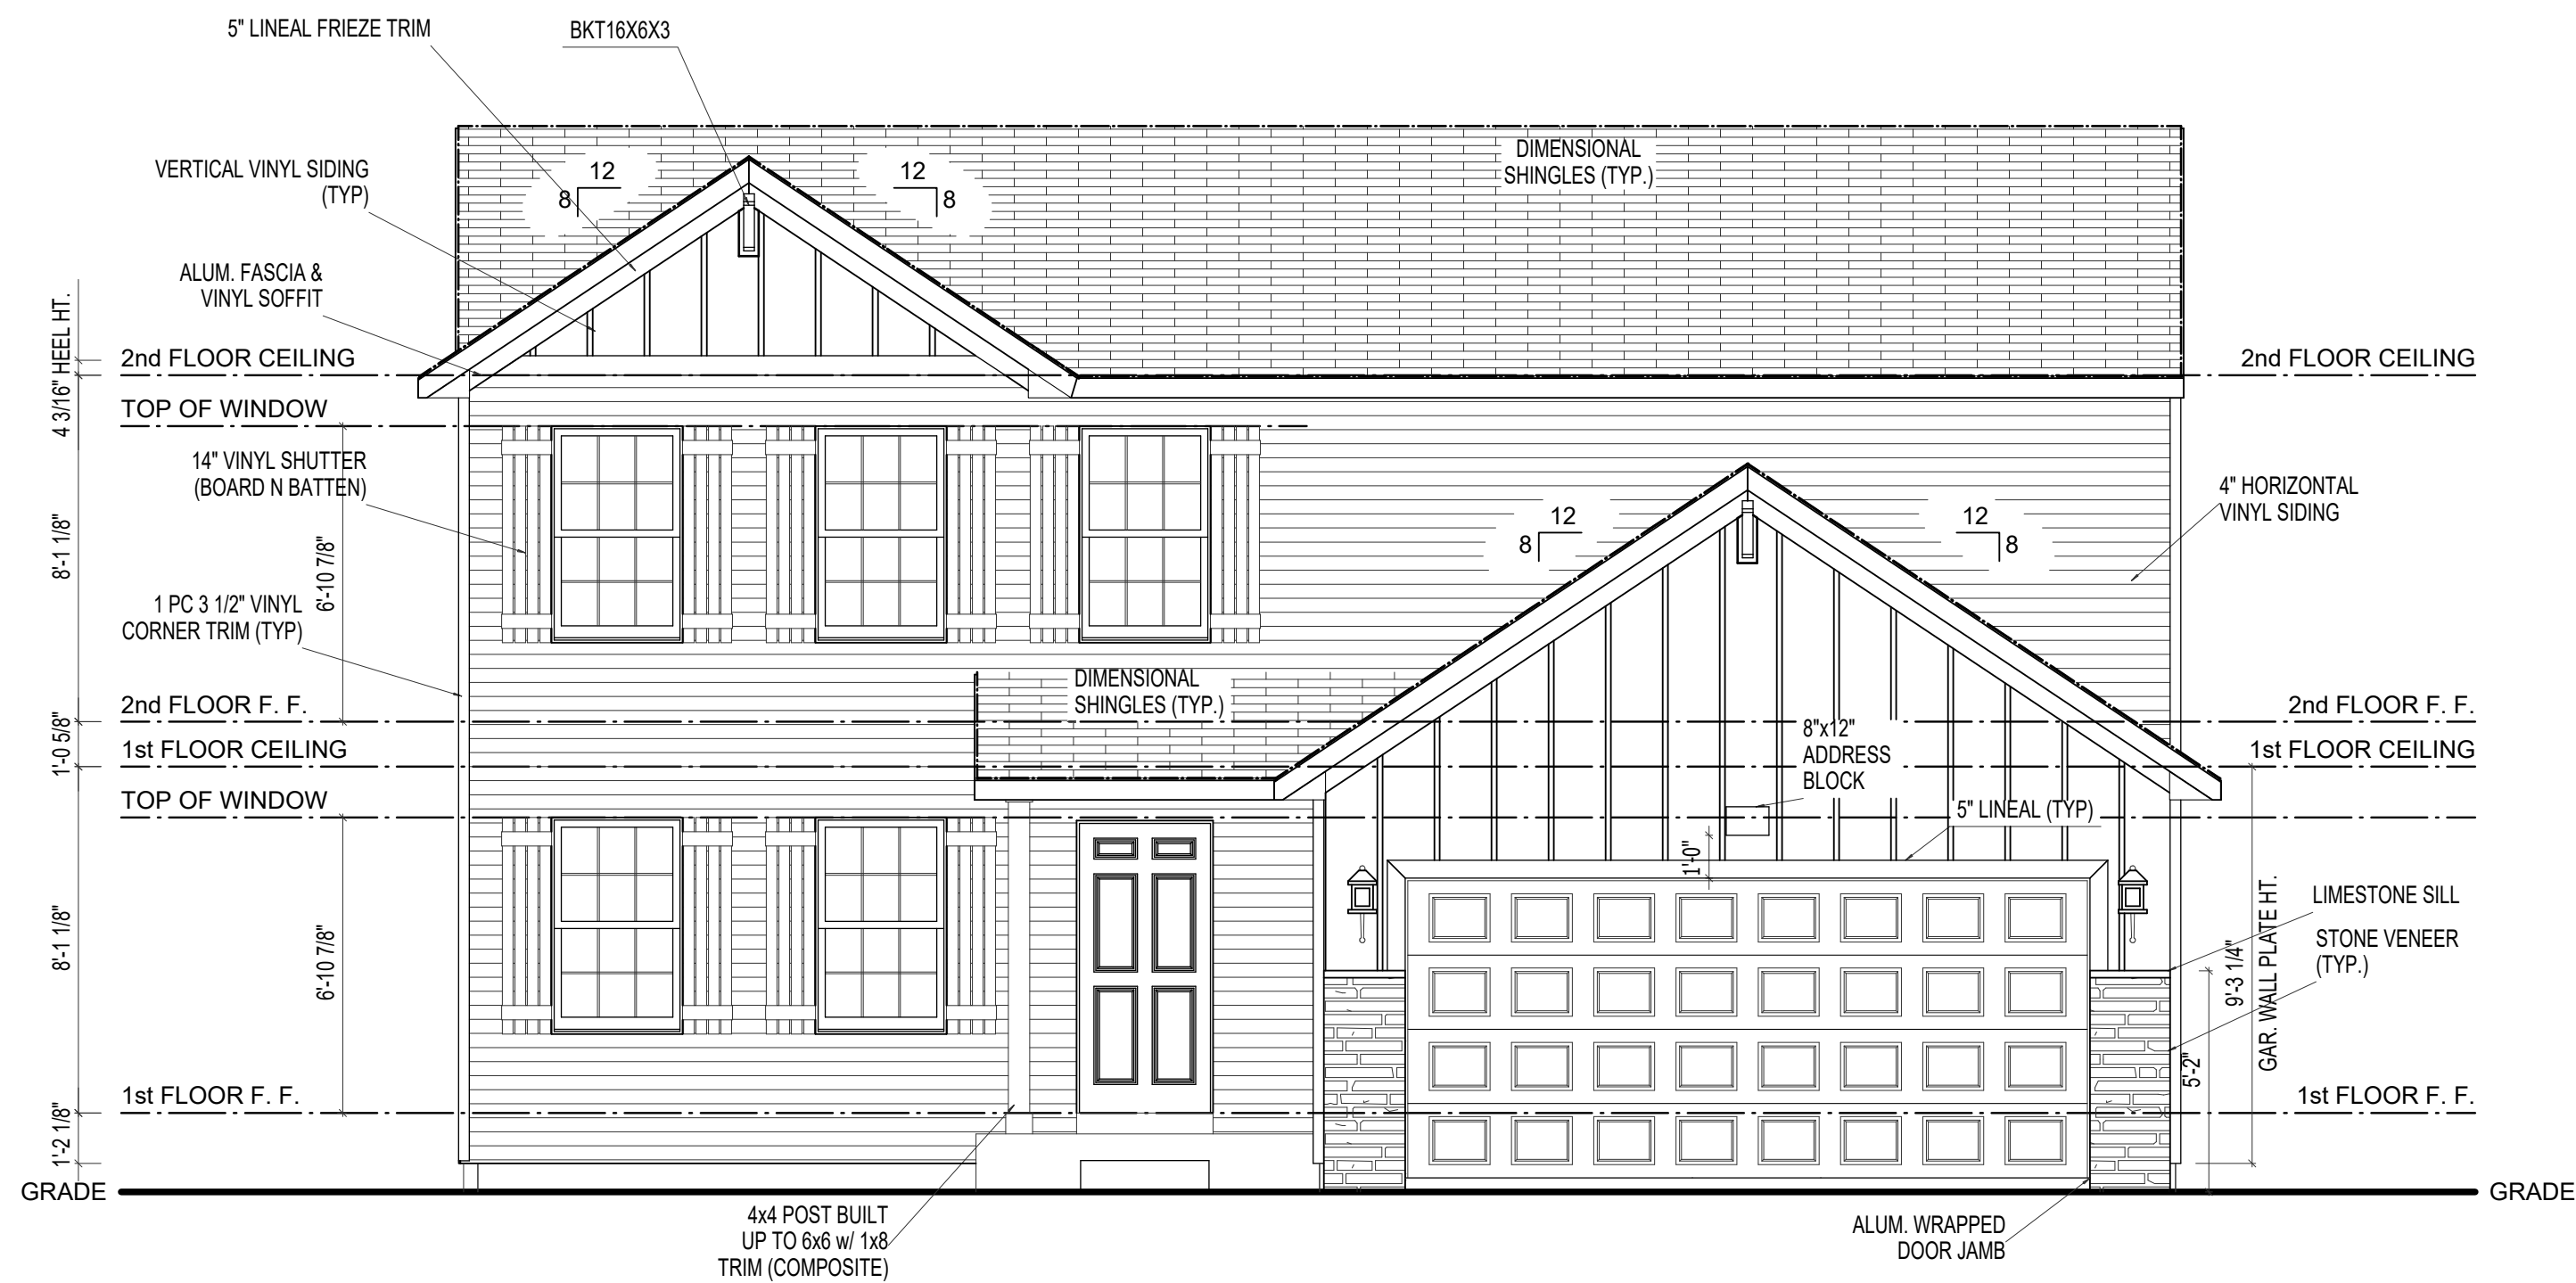 5" LINEAL FRIEZE TRIM
BKT16X6X3
DIMENSIONAL
SHINGLES (TYP.)
VERTICAL VINYL SIDING
(TYP)
12
8
12
8
ALUM. FASCIA &
VINYL SOFFIT
4 3/16" HEEL HT.
2nd FLOOR CEILING
2nd FLOOR CEILING
TOP OF WINDOW
14" VINYL SHUTTER
(BOARD N BATTEN)
8'-1 1/8"
6'-10 7/8"
12
8
12
8
4" HORIZONTAL
VINYL SIDING
1 PC 3 1/2" VINYL
CORNER TRIM (TYP)
DIMENSIONAL
SHINGLES (TYP.)
2nd FLOOR F. F.
2nd FLOOR F. F.
1'-0 5/8"
8"x12"
ADDRESS
BLOCK
1st FLOOR CEILING
1st FLOOR CEILING
TOP OF WINDOW
5" LINEAL (TYP)
1'-0"
8'-1 1/8"
6'-10 7/8"
LIMESTONE SILL
STONE VENEER
(TYP.)
9'-3 1/4"
GAR. WALL PLATE HT.
5'-2"
1st FLOOR F. F.
1st FLOOR F. F.
1'-2 1/8"
GRADE
GRADE
4x4 POST BUILT
UP TO 6x6 w/ 1x8
TRIM (COMPOSITE)
ALUM. WRAPPED
DOOR JAMB